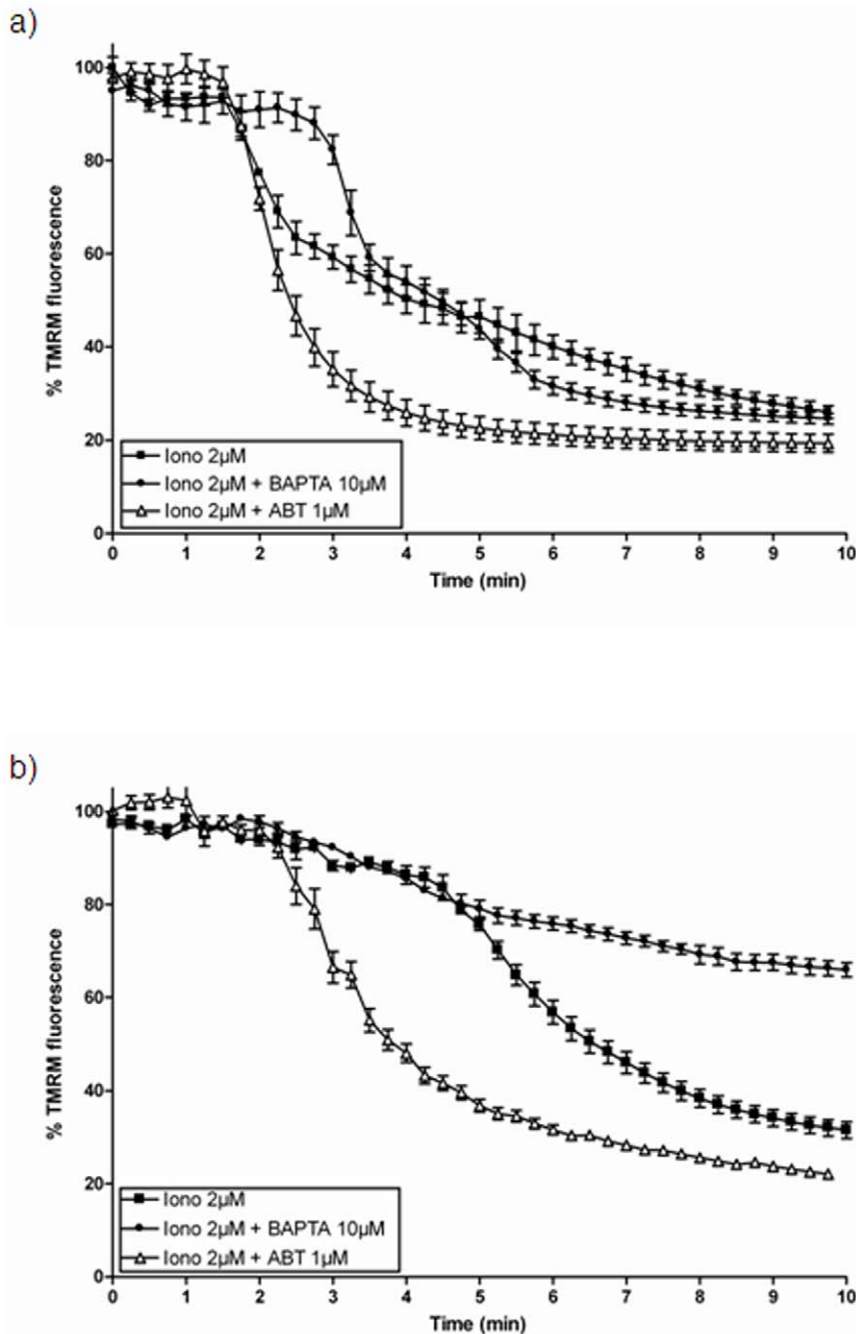 a)
100
80
60
40
20
0
% TMRM fluorescence
Iono 2µM
Iono 2µM + BAPTA 10µM
Iono 2µM + ABT 1µM
0 1 2 3 4 5 6 7 8 9 10
Time (min)
b)
100
80
60
40
20
0
% TMRM fluorescence
Iono 2µM
Iono 2µM + BAPTA 10µM
Iono 2µM + ABT 1µM
0 1 2 3 4 5 6 7 8 9 10
Time (min)